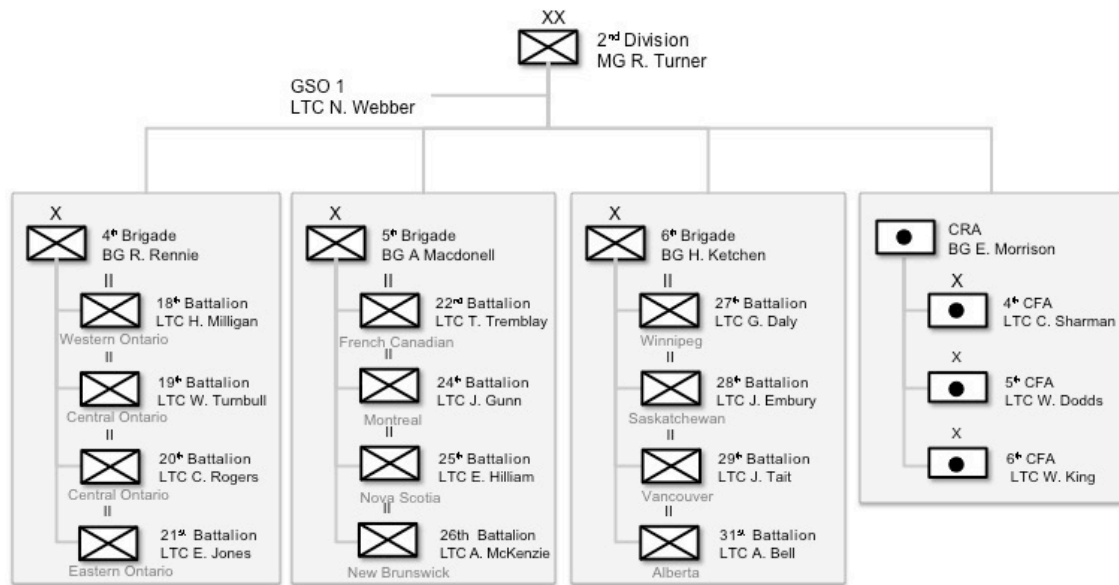 XX
2nd Division
MG R. Turner
GSO 1
LTC N. Webber
X
4th Brigade
BG R. Rennie
II
18th Battalion
LTC H. Milligan
Western Ontario
II
19th Battalion
LTC W. Turnbull
Central Ontario
II
20th Battalion
LTC C. Rogers
Central Ontario
II
21st Battalion
LTC E. Jones
Eastern Ontario
X
5th Brigade
BG A Macdonell
II
22nd Battalion
LTC T. Tremblay
French Canadian
II
24th Battalion
LTC J. Gunn
Montreal
II
25th Battalion
LTC E. Hilliam
Nova Scotia
II
26th Battalion
LTC A. McKenzie
New Brunswick
X
6th Brigade
BG H. Ketchen
II
27th Battalion
LTC G. Daly
Winnipeg
II
28th Battalion
LTC J. Embury
Saskatchewan
II
29th Battalion
LTC J. Tait
Vancouver
II
31st Battalion
LTC A. Bell
Alberta
CRA
BG E. Morrison
X
4th CFA
LTC C. Sharman
X
5th CFA
LTC W. Dodds
X
6th CFA
LTC W. King